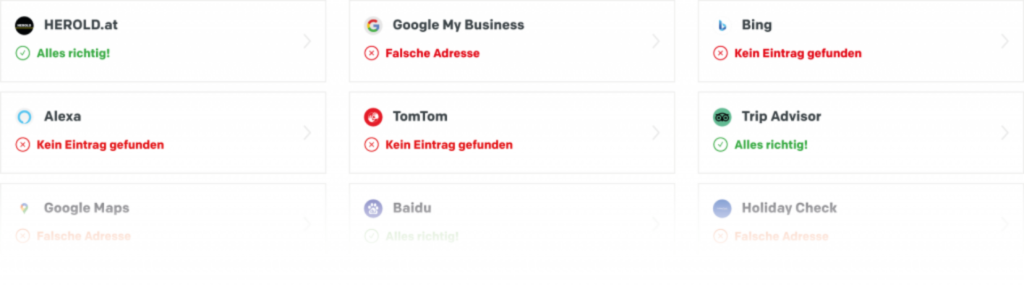 HEROLD.at
Alles richtig!
Google My Business
Falsche Adresse
Bing
Kein Eintrag gefunden
Alexa
Kein Eintrag gefunden
TomTom
Kein Eintrag gefunden
Trip Advisor
Alles richtig!
Google Maps
Falsche Adresse
Baidu
Alles richtig!
Holiday Check
Falsche Adresse